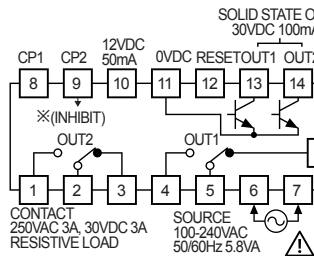 SOLID STATE O
30VDC 100m
CP1 CP2 12VDC 50mA 0VDC RESET OUT1 OUT2
8 9 10 11 12 13 14
※(INHIBIT)
OUT2 OUT1
1 2 3 4 5 6 7
CONTACT
250VAC 3A, 30VDC 3A
RESISTIVE LOAD
SOURCE
100-240VAC
50/60Hz 5.8VA